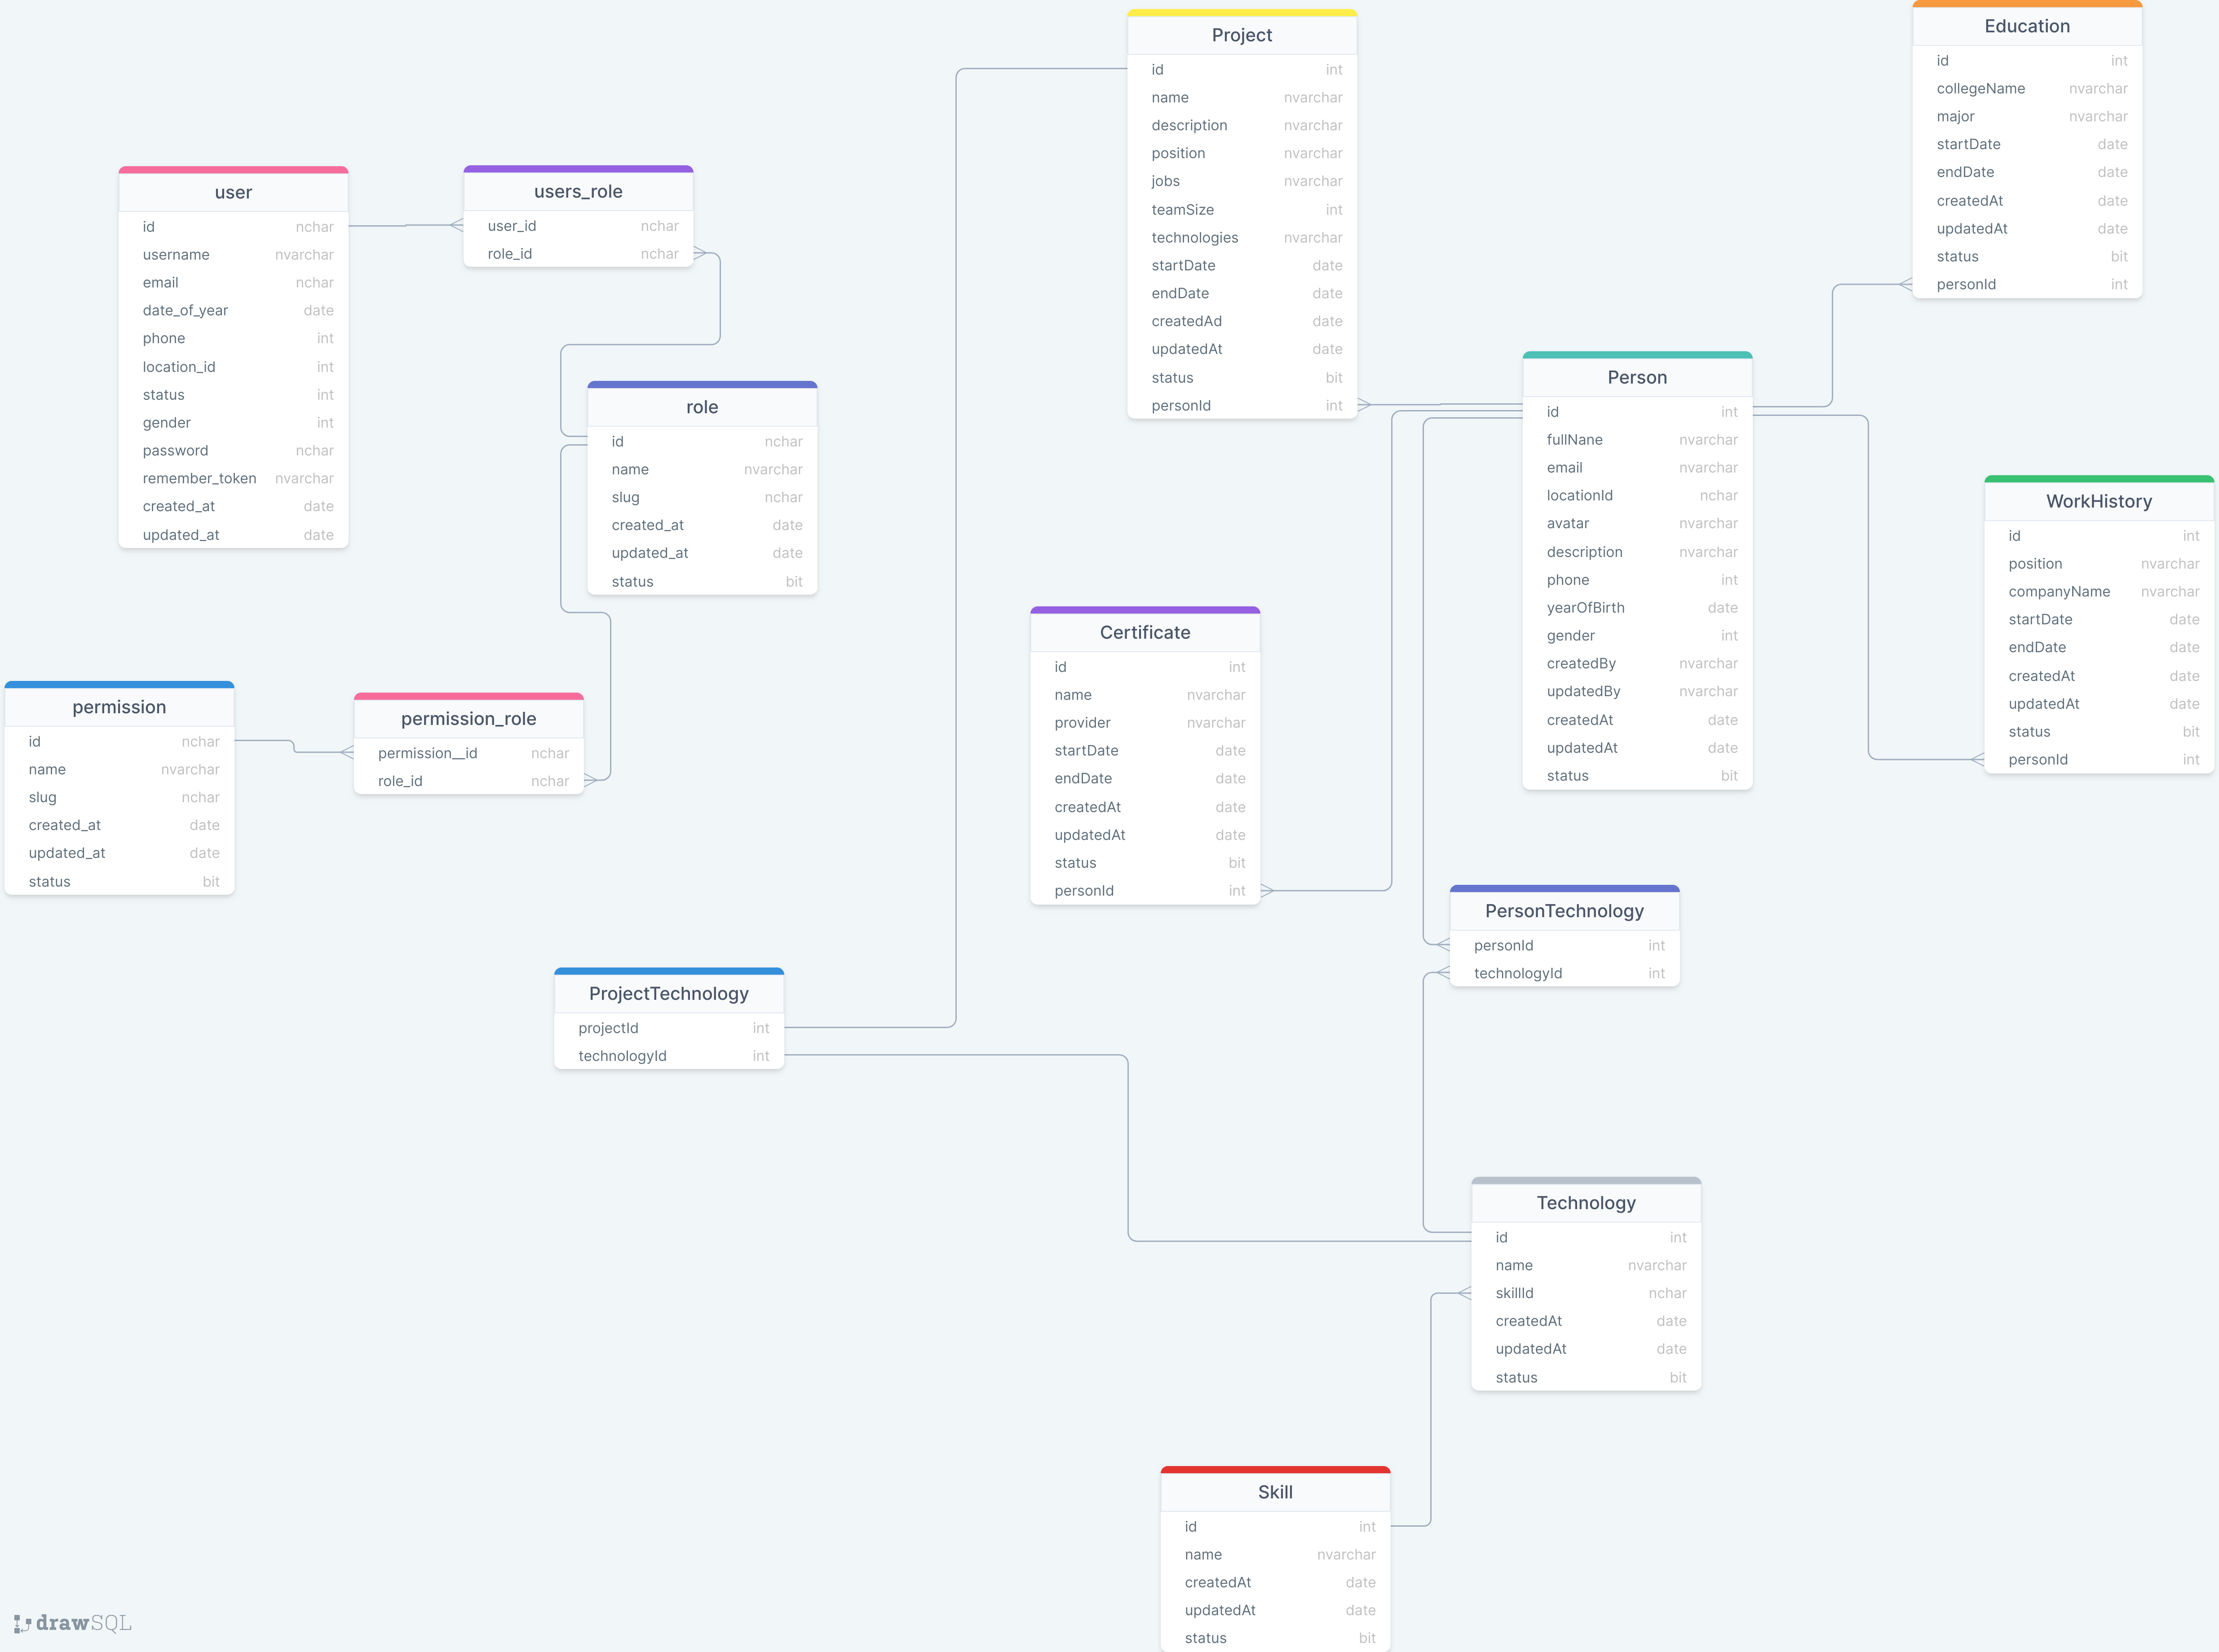 Project
id int
name nvarchar
description nvarchar
position nvarchar
jobs nvarchar
teamSize int
technologies nvarchar
startDate date
endDate date
createdAd date
updatedAt date
status bit
personId int
Education
id int
collegeName nvarchar
major nvarchar
startDate date
endDate date
createdAt date
updatedAt date
status bit
personId int
user
id nchar
username nvarchar
email nchar
date_of_year date
phone int
location_id int
status int
gender int
password nchar
remember_token nvarchar
created_at date
updated_at date
users_role
user_id nchar
role_id nchar
role
id nchar
name nvarchar
slug nchar
created_at date
updated_at date
status bit
Person
id int
fullNane nvarchar
email nvarchar
locationId nchar
avatar nvarchar
description nvarchar
phone int
yearOfBirth date
gender int
createdBy nvarchar
updatedBy nvarchar
createdAt date
updatedAt date
status bit
WorkHistory
id int
position nvarchar
companyName nvarchar
startDate date
endDate date
createdAt date
updatedAt date
status bit
personId int
Certificate
id int
name nvarchar
provider nvarchar
startDate date
endDate date
createdAt date
updatedAt date
status bit
personId int
permission
id nchar
name nvarchar
slug nchar
created_at date
updated_at date
status bit
permission_role
permission__id nchar
role_id nchar
PersonTechnology
personId int
technologyId int
ProjectTechnology
projectId int
technologyId int
Technology
id int
name nvarchar
skillId nchar
createdAt date
updatedAt date
status bit
Skill
id int
name nvarchar
createdAt date
updatedAt date
status bit
drawSQL